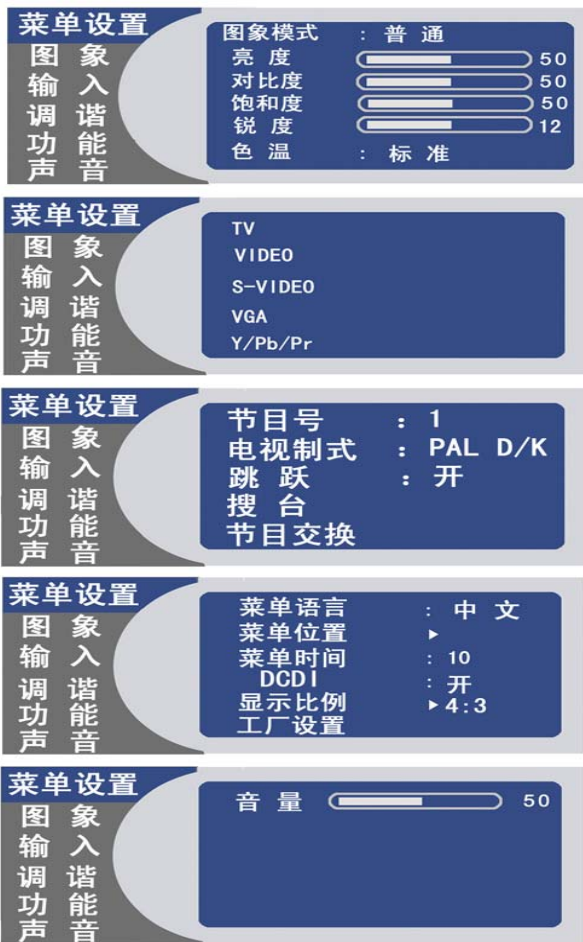 菜单设置
图 象
输 入
调 谐
功 能
声 音
图象模式 : 普 通
亮 度 50
对比度 50
饱和度 50
锐 度 12
色 温 : 标 准
菜单设置
图 象
输 入
调 谐
功 能
声 音
TV
VIDEO
S-VIDEO
VGA
Y/Pb/Pr
菜单设置
图 象
输 入
调 谐
功 能
声 音
节目号 : 1
电视制式 : PAL D/K
跳 跃 : 开
搜 台
节目交换
菜单设置
图 象
输 入
调 谐
功 能
声 音
菜单语言 : 中 文
菜单位置 ▸
菜单时间 : 10
DCDI : 开
显示比例 ▸4:3
工厂设置
菜单设置
图 象
输 入
调 谐
功 能
声 音
音 量 50